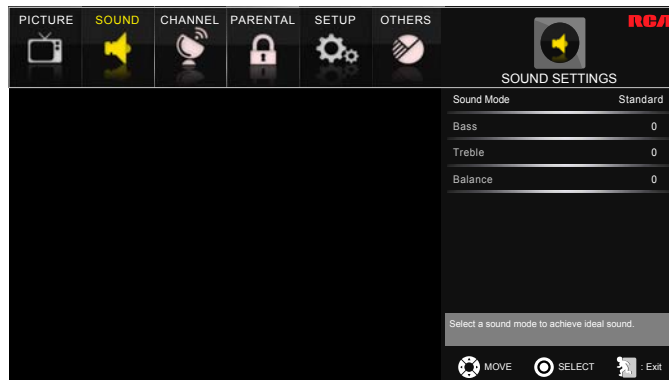 PICTURE SOUND CHANNEL PARENTAL SETUP OTHERS
RCA
SOUND SETTINGS
Sound Mode Standard
Bass 0
Treble 0
Balance 0
Select a sound mode to achieve ideal sound.
MOVE SELECT : Exit